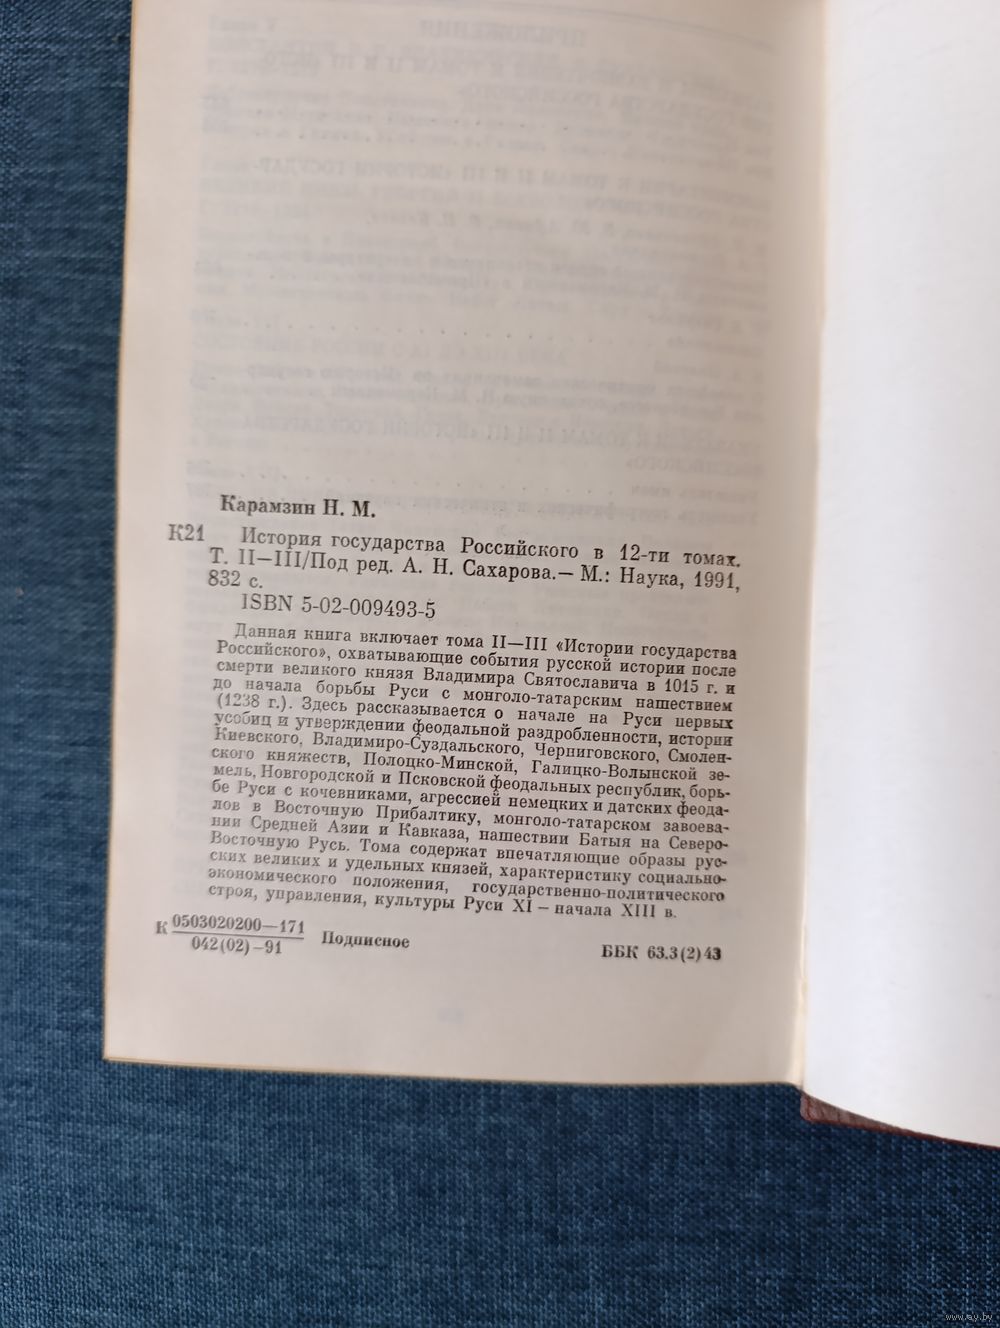 Карамзин Н. М.
К21 История государства Российского в 12-ти томах.
Т. II—III/Под ред. А. Н. Сахарова.— М.: Наука, 1991,
832 с.
ISBN 5-02-009493-5
Данная книга включает тома II—III «Истории государства
Российского», охватывающие события русской истории после
смерти великого князя Владимира Святославича в 1015 г. и
до начала борьбы Руси с монголо-татарским нашествием
(1238 г.). Здесь рассказывается о начале на Руси первых
усобиц и утверждении феодальной раздробленности, истории
Киевского, Владимиро-Суздальского, Черниговского, Смолен-
ского княжеств, Полоцко-Минской, Галицко-Волынской зе-
мель, Новгородской и Псковской феодальных республик, борь-
бе Руси с кочевниками, агрессией немецких и датских феода-
лов в Восточную Прибалтику, монголо-татарском завоева-
нии Средней Азии и Кавказа, нашествии Батыя на Северо-
Восточную Русь. Тома содержат впечатляющие образы рус-
ских великих и удельных князей, характеристику социально-
экономического положения, государственно-политического
строя, управления, культуры Руси XI — начала XIII в.
К 0503020200—171
042(02)—91
Подписное
ББК 63.3(2)43
www.ay.by